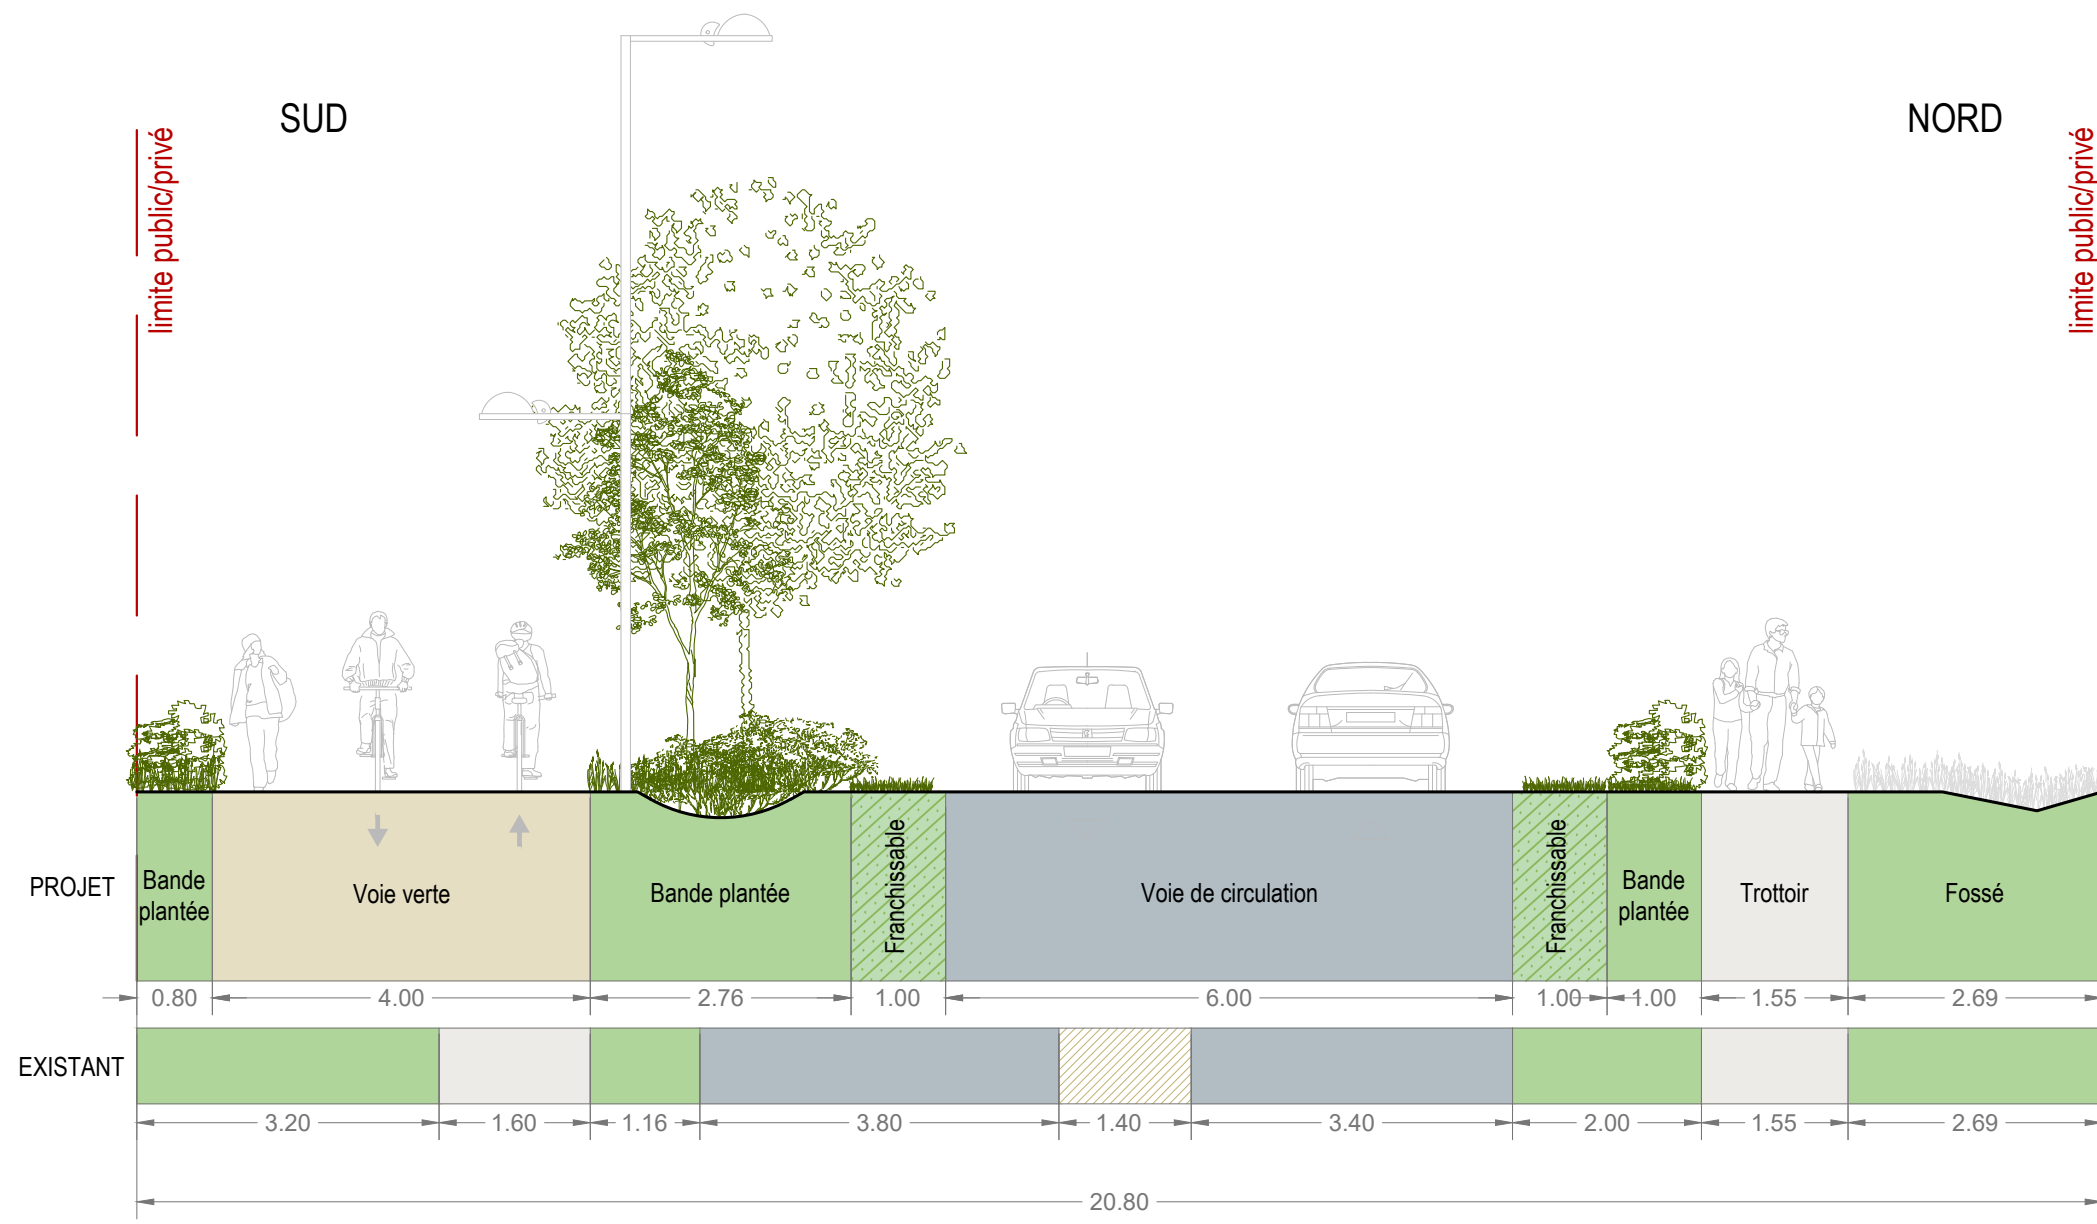 SUD
NORD
limite public/privé
limite public/privé
PROJET
Bande
plantée
Voie verte
Bande plantée
Franchissable
Voie de circulation
Franchissable
Bande
plantée
Trottoir
Fossé
0.80
4.00
2.76
1.00
6.00
1.00
1.00
1.55
2.69
EXISTANT
3.20
1.60
1.16
3.80
1.40
3.40
2.00
1.55
2.69
20.80